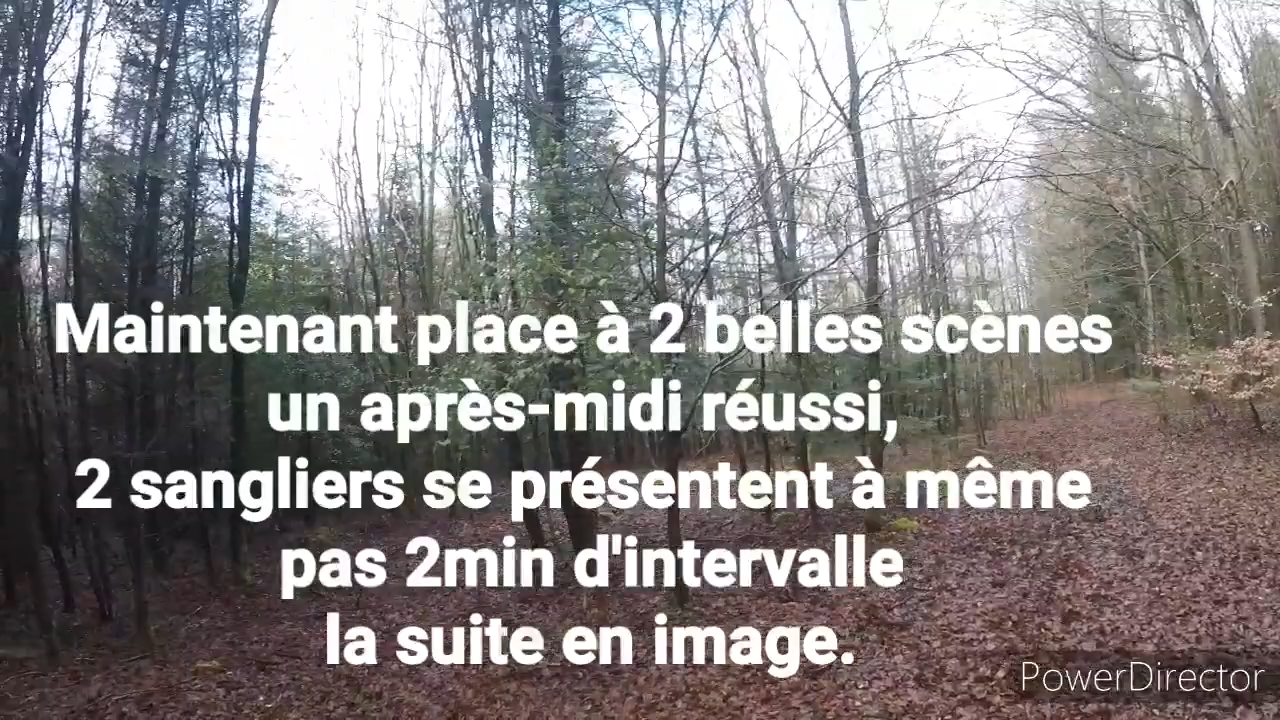 Maintenant place à 2 belles scènes
un après-midi réussi,
2 sangliers se présentent à même
pas 2min d'intervalle
la suite en image.
PowerDirector